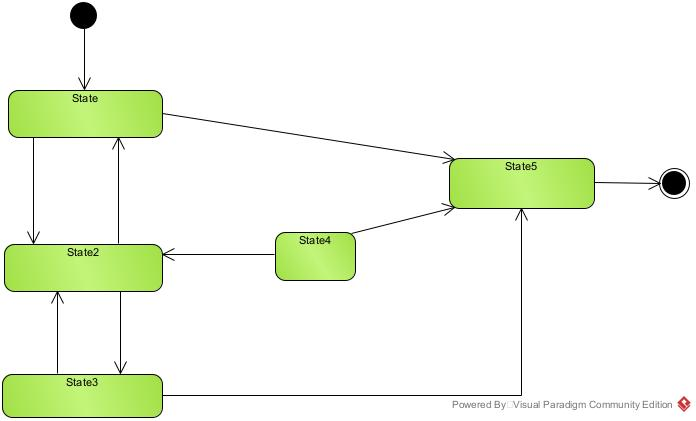 State
State5
State4
State2
State3
Powered By Visual Paradigm Community Edition